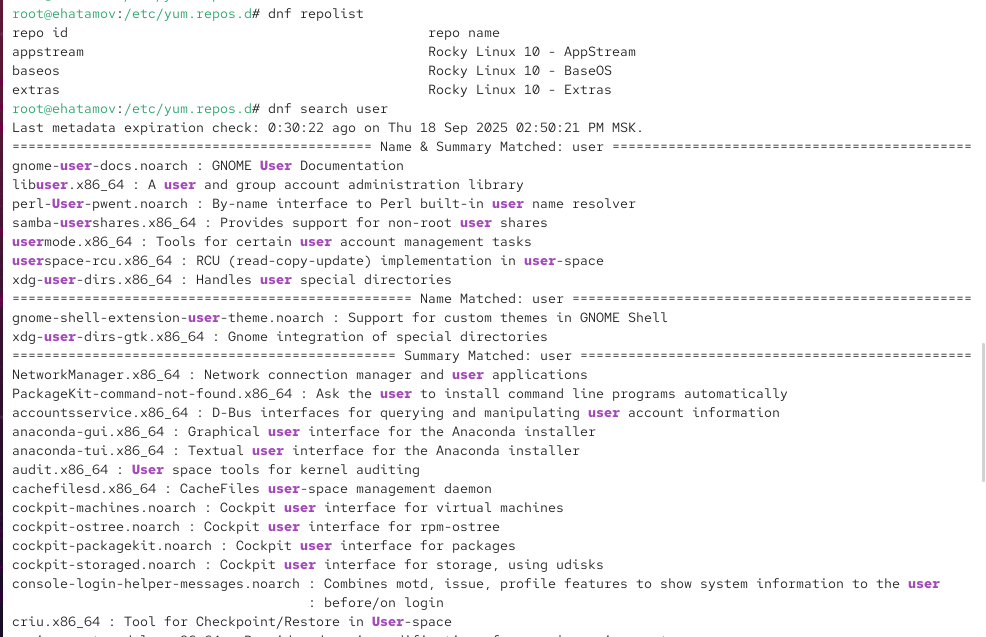 root@ehatamov:/etc/yum.repos.d# dnf repolist
repo id repo name
appstream Rocky Linux 10 - AppStream
baseos Rocky Linux 10 - BaseOS
extras Rocky Linux 10 - Extras
root@ehatamov:/etc/yum.repos.d# dnf search user
Last metadata expiration check: 0:30:22 ago on Thu 18 Sep 2025 02:50:21 PM MSK.
============================================= Name & Summary Matched: user =============================================
gnome-user-docs.noarch : GNOME User Documentation
libuser.x86_64 : A user and group account administration library
perl-User-pwent.noarch : By-name interface to Perl built-in user name resolver
samba-usershares.x86_64 : Provides support for non-root user shares
usermode.x86_64 : Tools for certain user account management tasks
userspace-rcu.x86_64 : RCU (read-copy-update) implementation in user-space
xdg-user-dirs.x86_64 : Handles user special directories
================================================== Name Matched: user ==================================================
gnome-shell-extension-user-theme.noarch : Support for custom themes in GNOME Shell
xdg-user-dirs-gtk.x86_64 : Gnome integration of special directories
================================================ Summary Matched: user =================================================
NetworkManager.x86_64 : Network connection manager and user applications
PackageKit-command-not-found.x86_64 : Ask the user to install command line programs automatically
accountsservice.x86_64 : D-Bus interfaces for querying and manipulating user account information
anaconda-gui.x86_64 : Graphical user interface for the Anaconda installer
anaconda-tui.x86_64 : Textual user interface for the Anaconda installer
audit.x86_64 : User space tools for kernel auditing
cachefilesd.x86_64 : CacheFiles user-space management daemon
cockpit-machines.noarch : Cockpit user interface for virtual machines
cockpit-ostree.noarch : Cockpit user interface for rpm-ostree
cockpit-packagekit.noarch : Cockpit user interface for packages
cockpit-storaged.noarch : Cockpit user interface for storage, using udisks
console-login-helper-messages.noarch : Combines motd, issue, profile features to show system information to the user
: before/on login
criu.x86_64 : Tool for Checkpoint/Restore in User-space